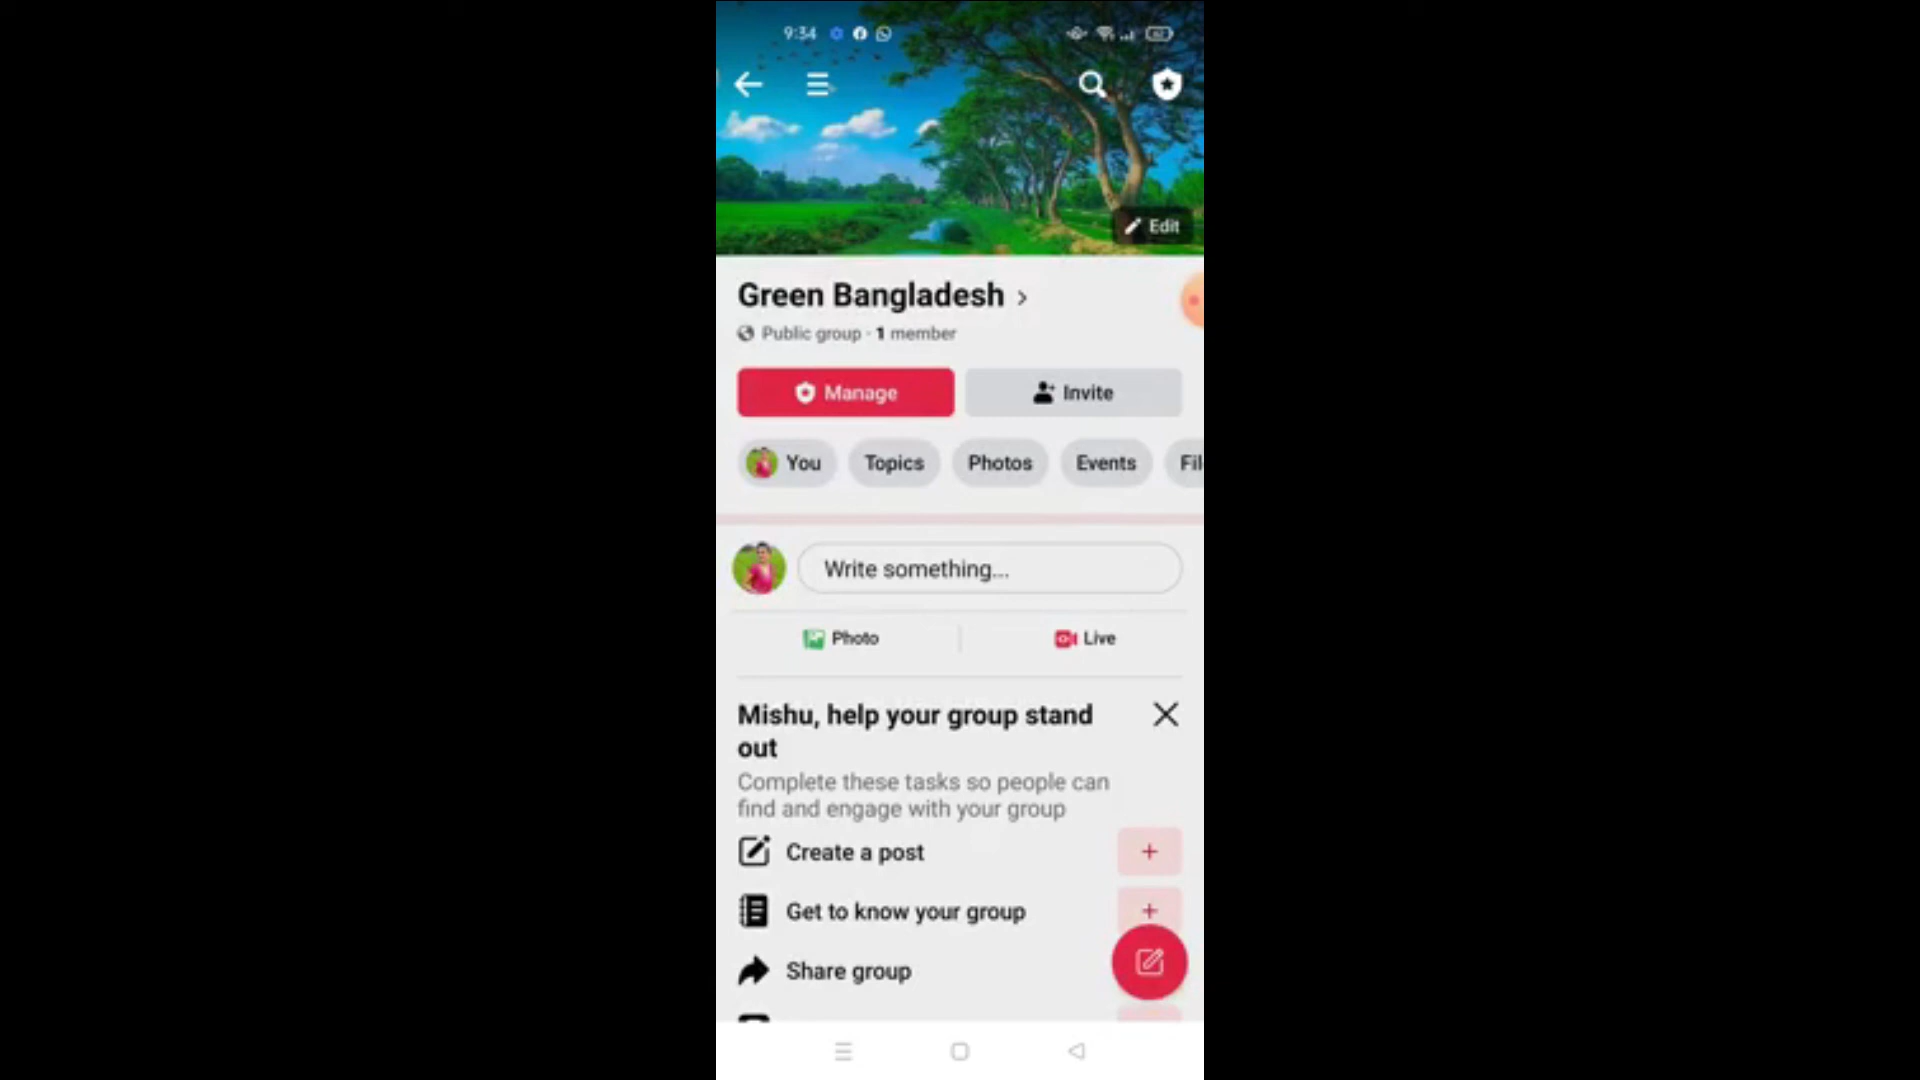 9:34
Edit
Green Bangladesh
Public group · 1 member
Manage
Invite
You
Topics
Photos
Events
Fil
Write something...
Photo
Live
Mishu, help your group stand
out
Complete these tasks so people can
find and engage with your group
Create a post
Get to know your group
Share group